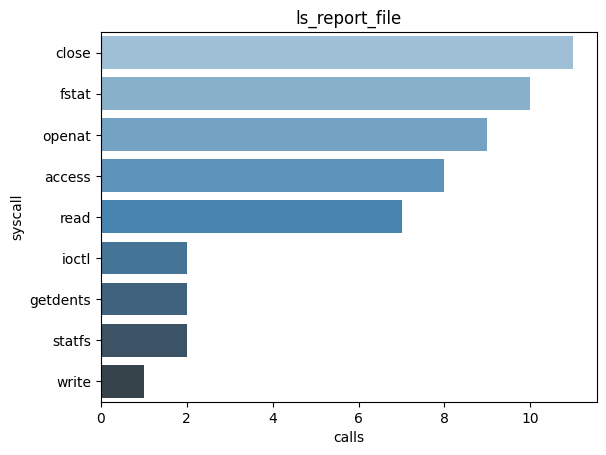 ls_report_file
close
fstat
openat
access
read
ioctl
getdents
statfs
write
syscall
0 2 4 6 8 10
calls